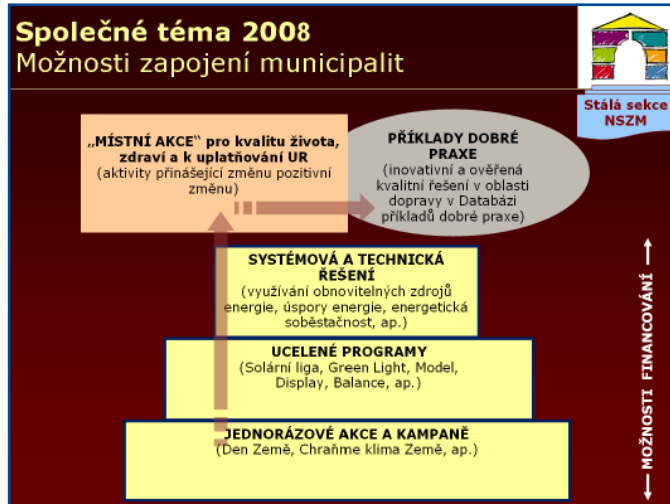 Společné téma 2008
Možnosti zapojení municipalit
Stálá sekce
NSZM
„MÍSTNÍ AKCE“ pro kvalitu života,
zdraví a k uplatňování UR
(aktivity přinášející změnu pozitivní
změnu)
PŘÍKLADY DOBRÉ
PRAXE
(inovativní a ověřená
kvalitní řešení v oblasti
dopravy v Databázi
příkladů dobré praxe)
SYSTÉMOVÁ A TECHNICKÁ
ŘEŠENÍ
(využívání obnovitelných zdrojů
energie, úspory energie, energetická
soběstačnost, ap.)
UCELENÉ PROGRAMY
(Solární liga, Green Light, Model,
Display, Balance, ap.)
JEDNORÁZOVÉ AKCE A KAMPANĚ
(Den Země, Chraňme klima Země, ap.)
MOŽNOSTI FINANCOVÁNÍ